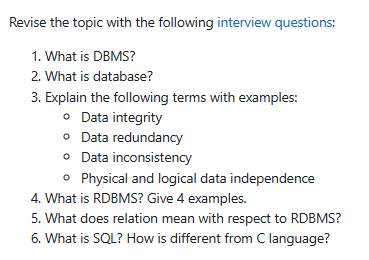 Revise the topic with the following interview questions:
1. What is DBMS?
2. What is database?
3. Explain the following terms with examples:
o Data integrity
o Data redundancy
o Data inconsistency
o Physical and logical data independence
4. What is RDBMS? Give 4 examples.
5. What does relation mean with respect to RDBMS?
6. What is SQL? How is different from C language?